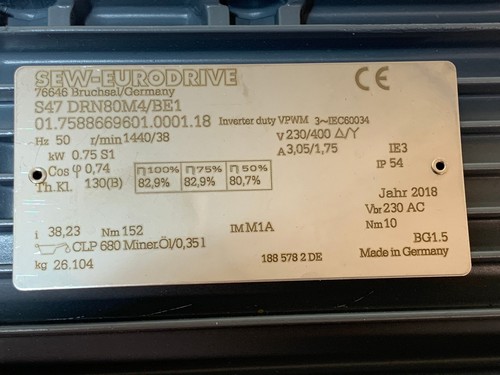 SEW-EURODRIVE CE
76646 Bruchsal/Germany
S47 DRN80M4/BE1
01.7588669601.0001.18 Inverter duty VPWM 3~IEC60034
Hz 50 r/min 1440/38 V 230/400 △/Y
kW 0.75 S1 A 3,05/1,75 IE3
Cos φ 0,74 η100% η75% η50% IP 54
Th.Kl. 130(B) 82,9% 82,9% 80,7%
Jahr 2018
i 38,23 Nm 152 IM M1A Vbr 230 AC
Nm 10
CLP 680 Miner.Öl/0,35 l BG1.5
kg 26.104 188 578 2 DE Made in Germany